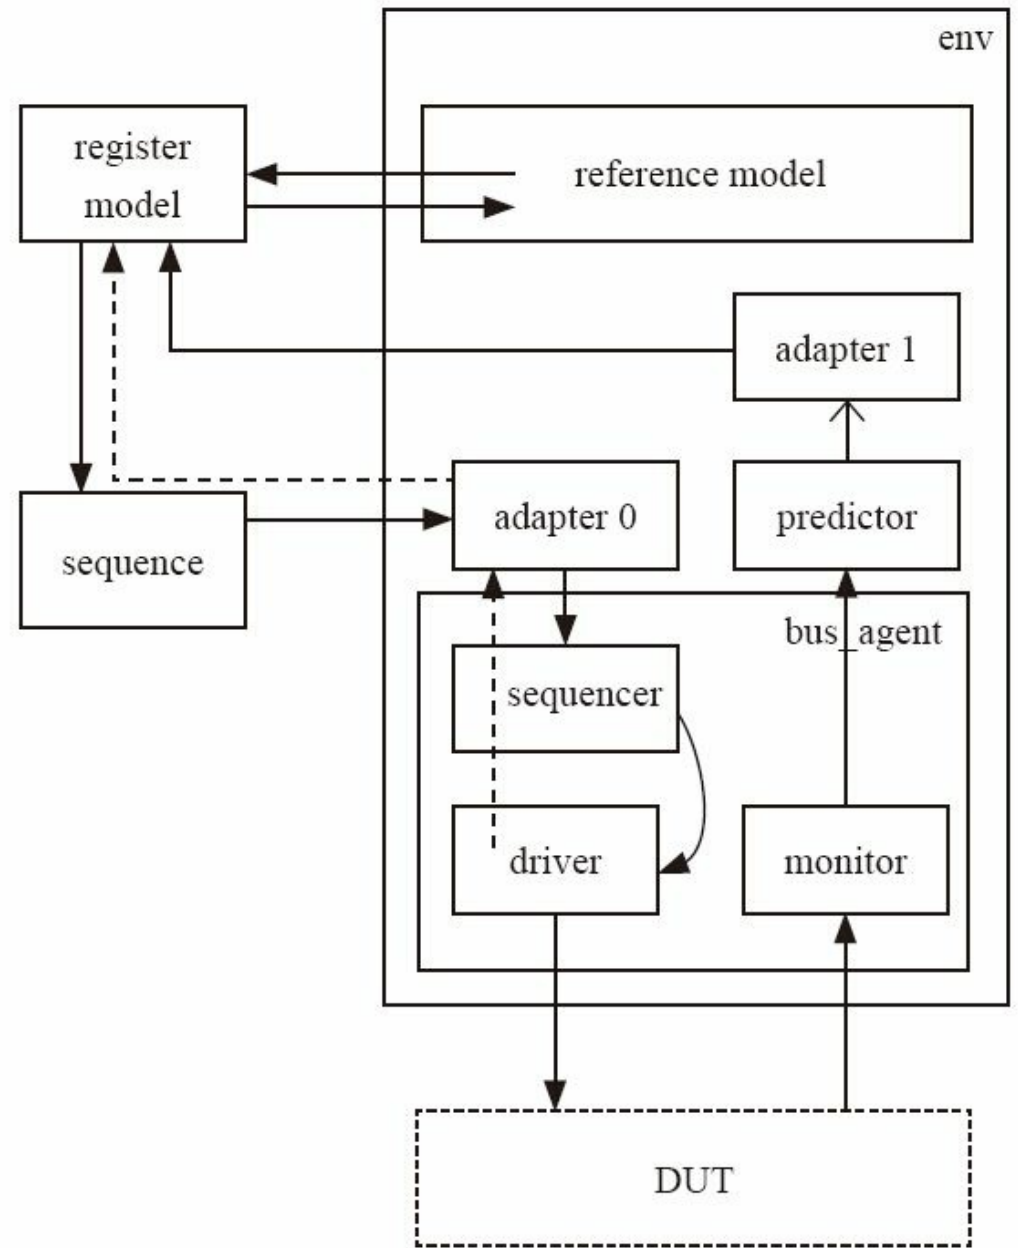 env
register
model
reference model
adapter 1
adapter 0
predictor
sequence
bus_agent
sequencer
driver
monitor
DUT